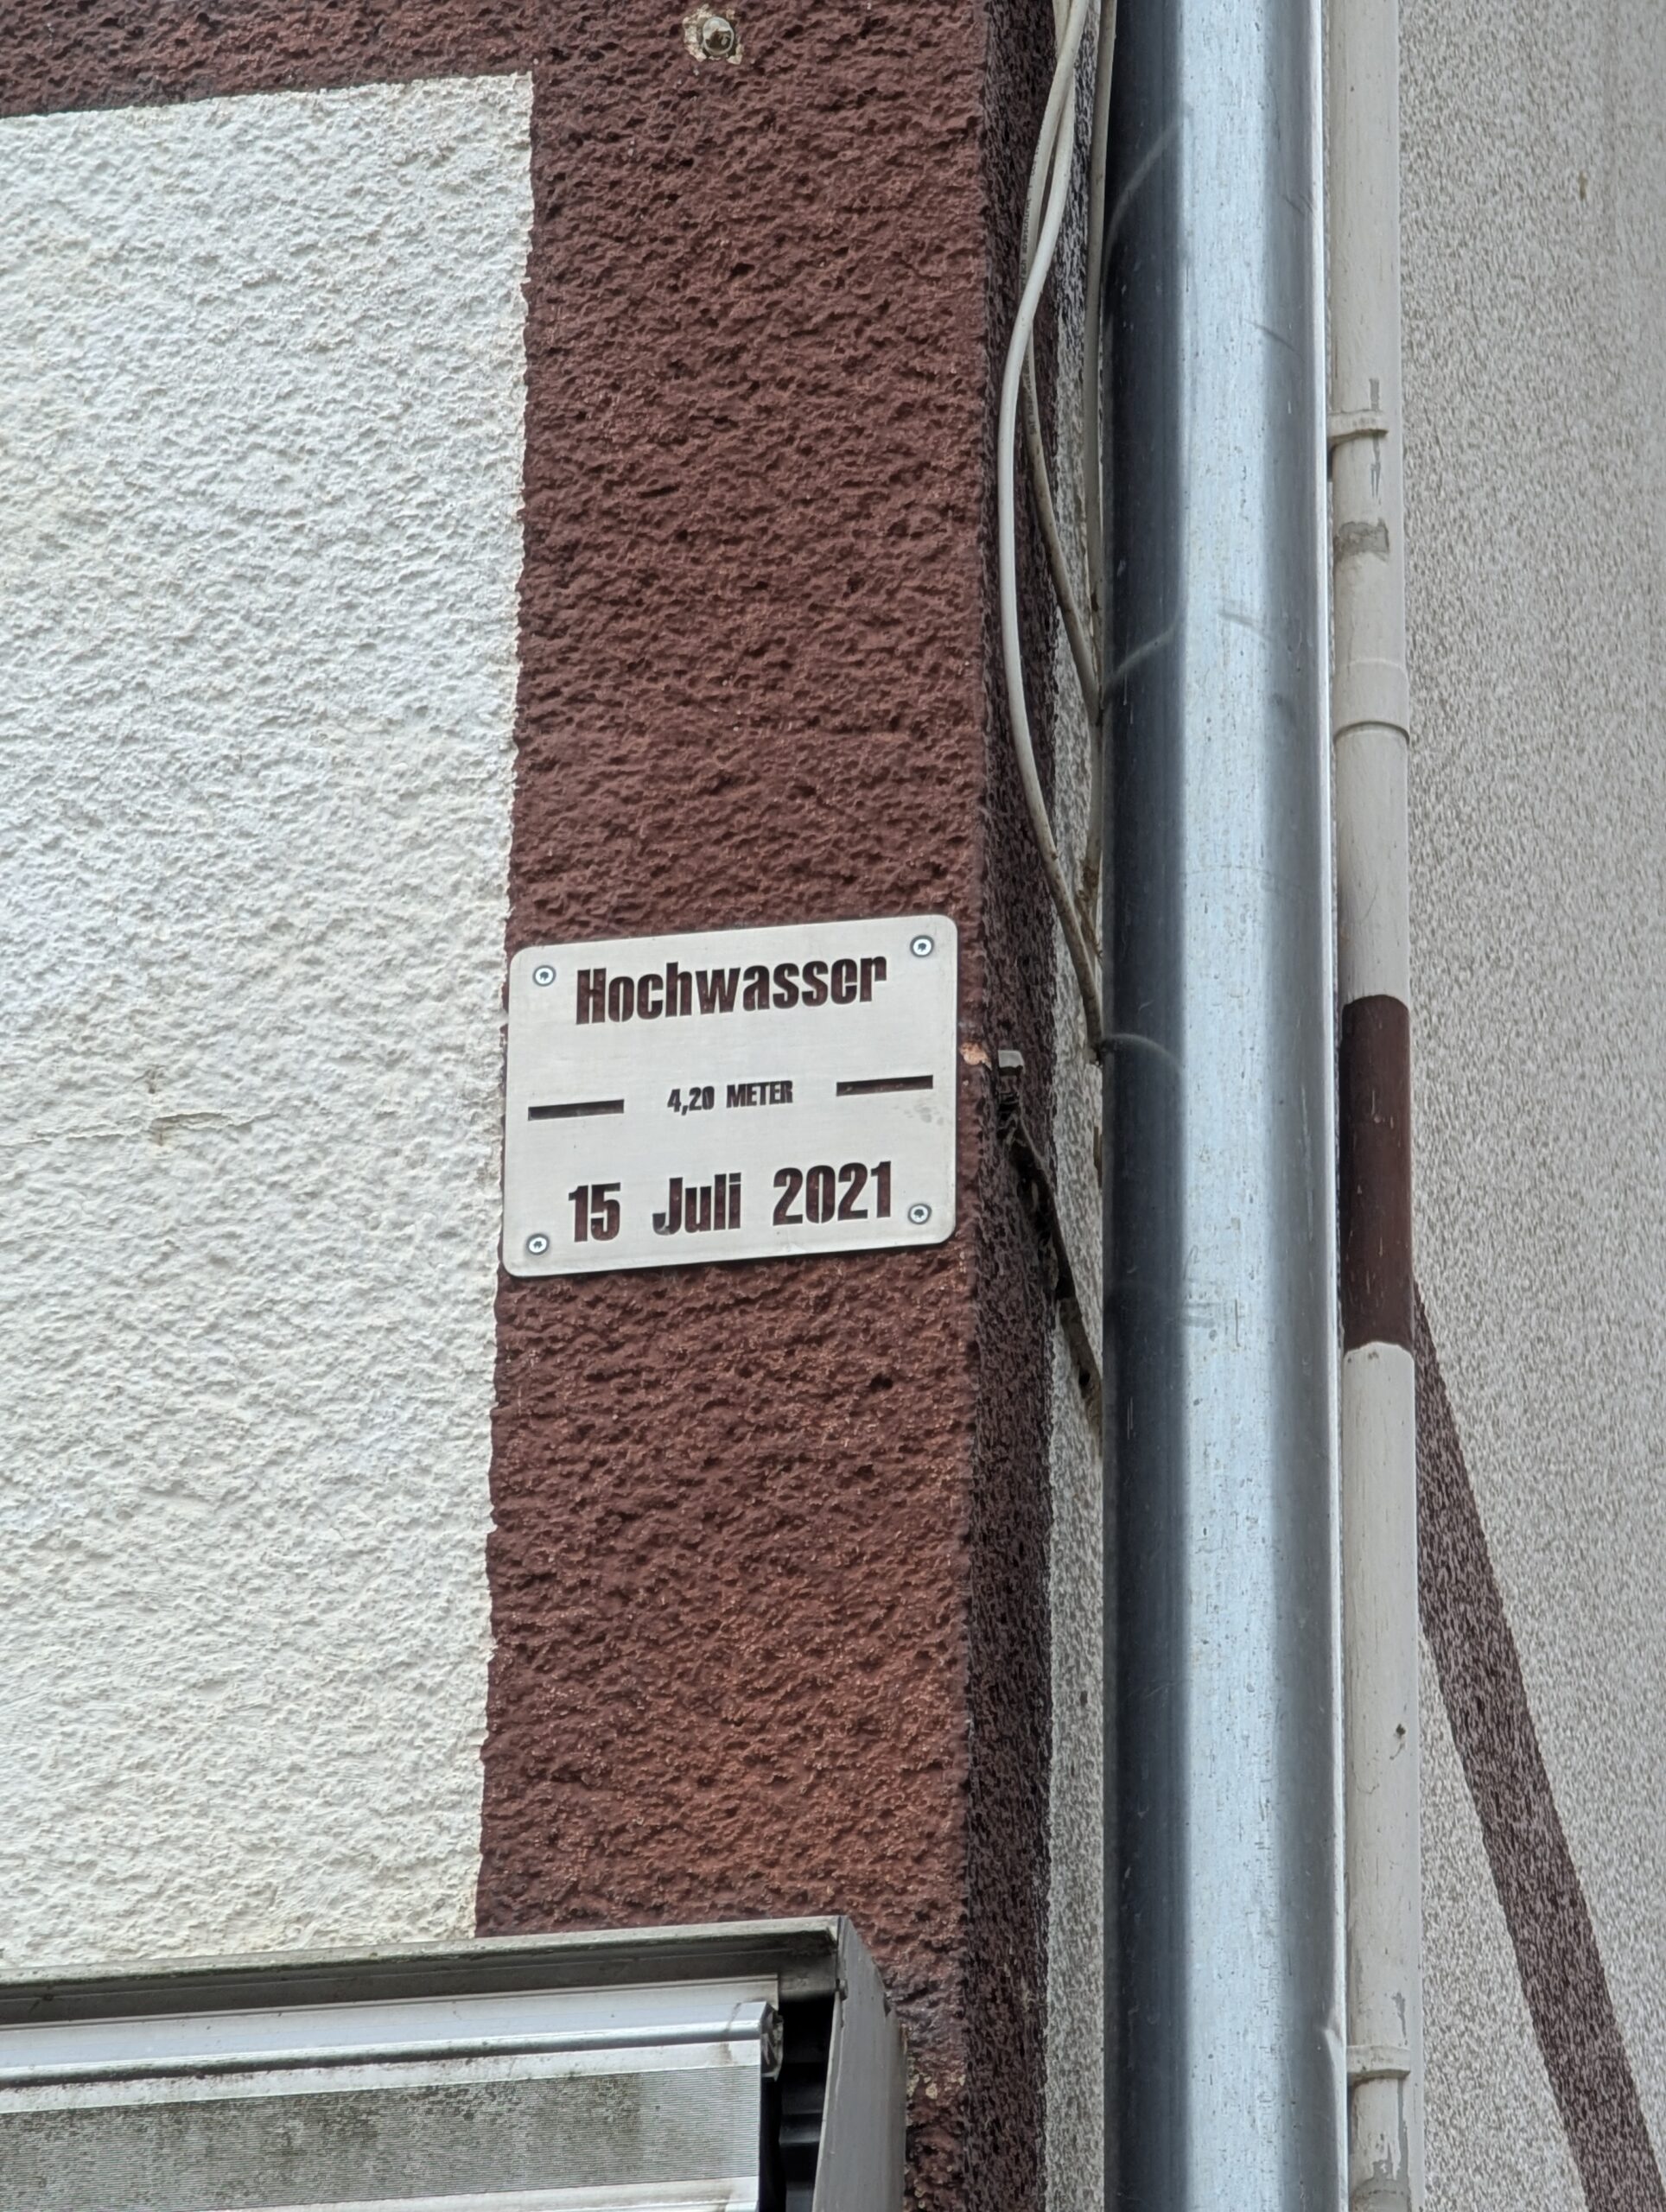 Hochwasser
4,20 METER
15 Juli 2021